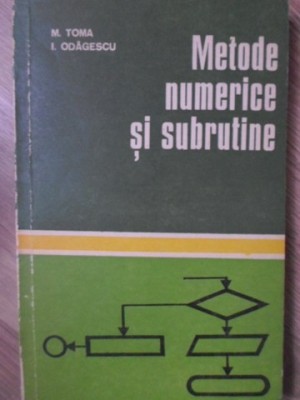 M. TOMA
I. ODĂGESCU
Metode
numerice
și subrutine